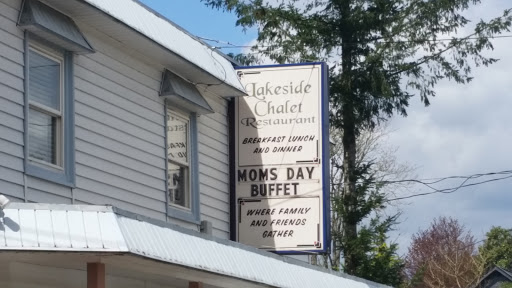 Lakeside
Chalet
Restaurant
BREAKFAST LUNCH
AND DINNER
MOMS DAY
BUFFET
WHERE FAMILY
AND FRIENDS
GATHER